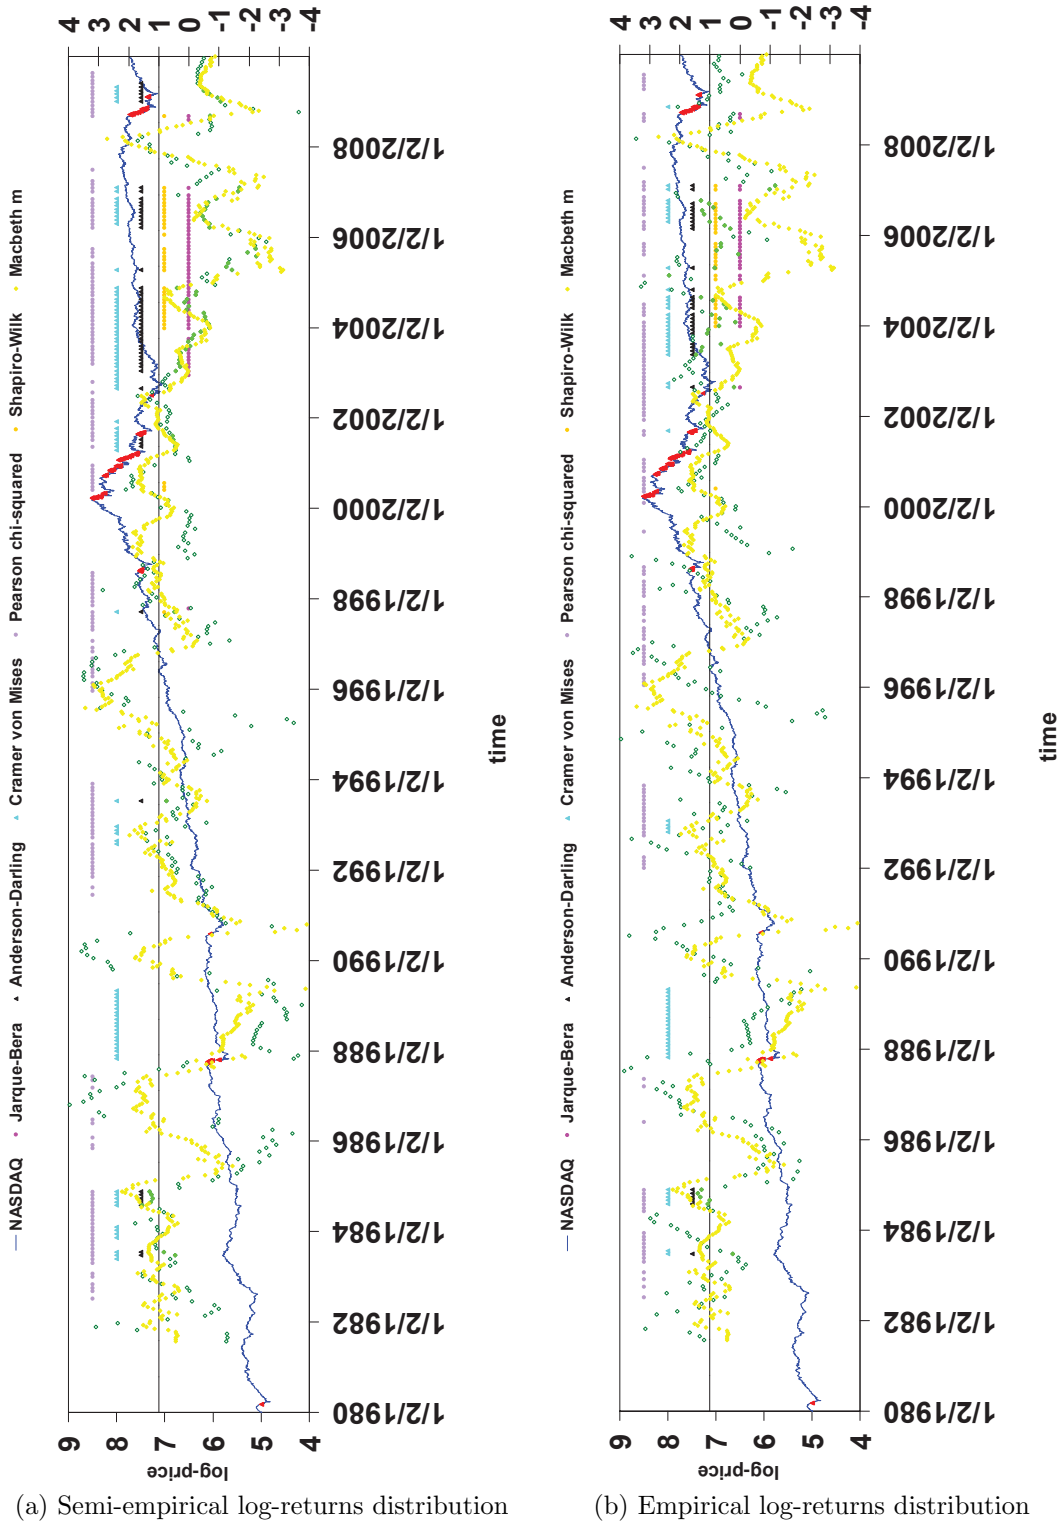 NASDAQ Jarque-Bera Anderson-Darling Cramer von Mises Pearson chi-squared Shapiro-Wilk Macbeth m
4 3 2 1 0 -1 -2 -3 -4
1/2/1980 1/2/1982 1/2/1984 1/2/1986 1/2/1988 1/2/1990 1/2/1992 1/2/1994 1/2/1996 1/2/1998 1/2/2000 1/2/2002 1/2/2004 1/2/2006 1/2/2008
time
9 8 7 6 5 4
log-price
(a) Semi-empirical log-returns distribution
NASDAQ Jarque-Bera Anderson-Darling Cramer von Mises Pearson chi-squared Shapiro-Wilk Macbeth m
4 3 2 1 0 -1 -2 -3 -4
1/2/1980 1/2/1982 1/2/1984 1/2/1986 1/2/1988 1/2/1990 1/2/1992 1/2/1994 1/2/1996 1/2/1998 1/2/2000 1/2/2002 1/2/2004 1/2/2006 1/2/2008
time
9 8 7 6 5 4
log-price
(b) Empirical log-returns distribution